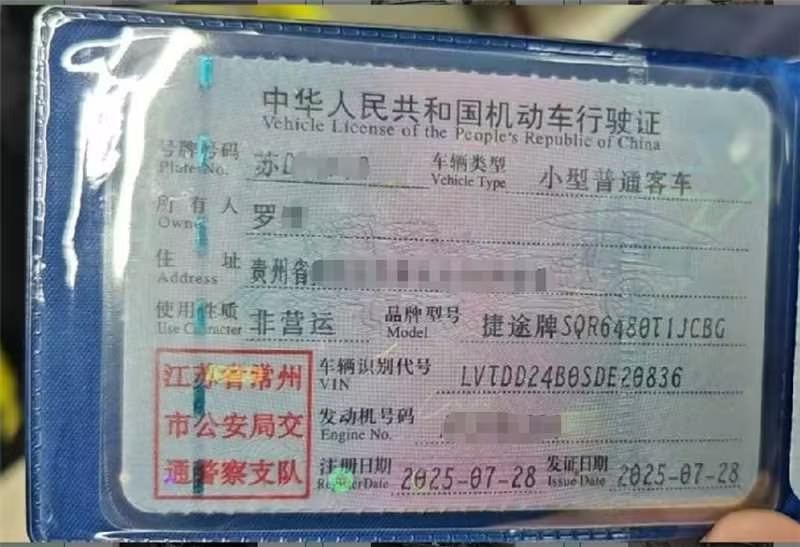 中华人民共和国机动车行驶证
Vehicle License of the People's Republic of China
号牌号码 苏D 车辆类型 小型普通客车
Plate No. Vehicle Type
所有人 罗
Owner
住址 贵州省
Address
使用性质 非营运 品牌型号 捷途牌SQR6480T1JCBG
Use Character Model
江苏省常州 车辆识别代号 LVTDD24B0SDE20836
VIN
市公安局交 发动机号码
Engine No.
通警察支队 注册日期 2025-07-28 发证日期 2025-07-28
Register Date Issue Date